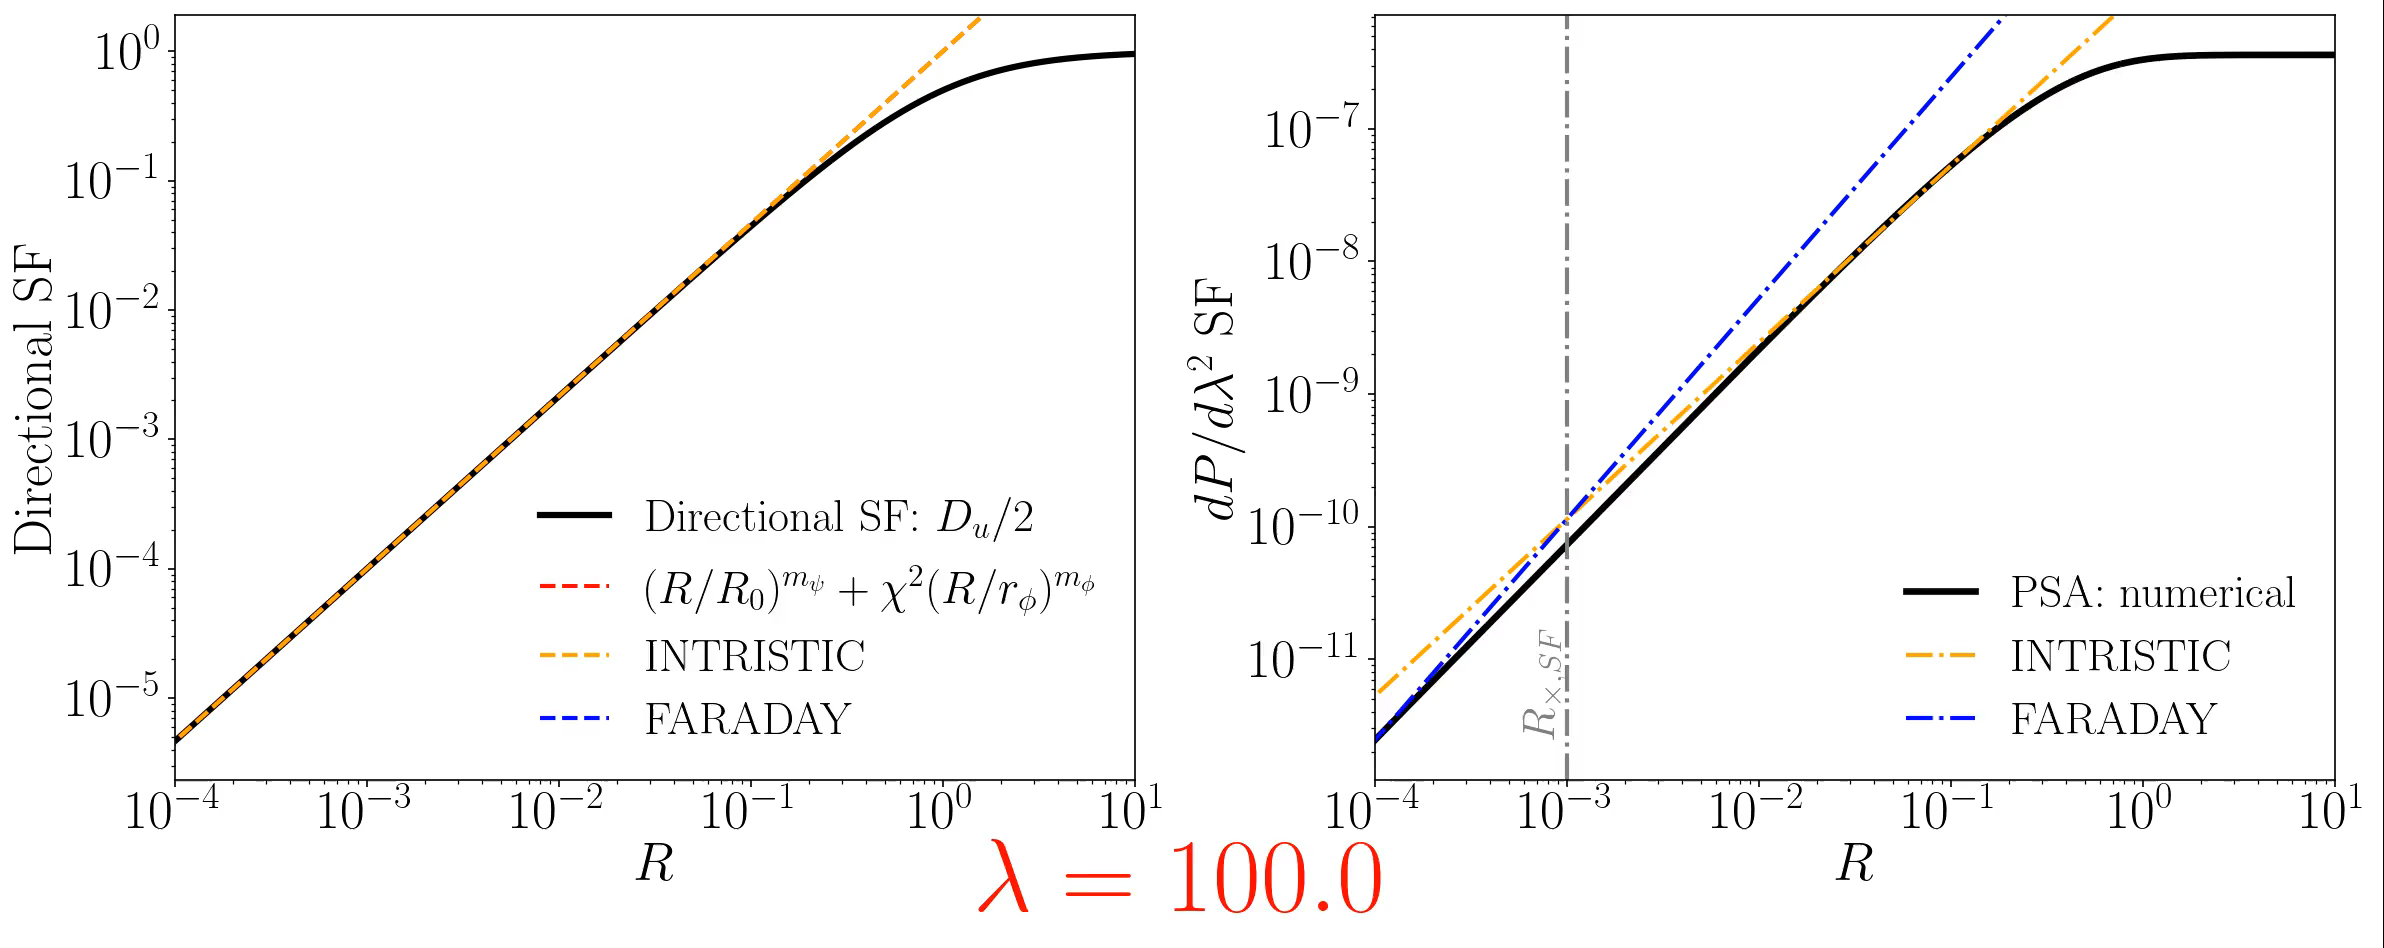 Directional SF
10^0
10^{-1}
10^{-2}
10^{-3}
10^{-4}
10^{-5}
Directional SF: D_u/2
(R/R_0)^{m_ψ} + χ^2(R/r_ϕ)^{m_ϕ}
INTRISTIC
FARADAY
10^{-4} 10^{-3} 10^{-2} 10^{-1} 10^0 10^1
R
dP/dλ^2 SF
10^{-7}
10^{-8}
10^{-9}
10^{-10}
10^{-11}
R_{×,SF}
PSA: numerical
INTRISTIC
FARADAY
10^{-4} 10^{-3} 10^{-2} 10^{-1} 10^0 10^1
R
λ = 100.0